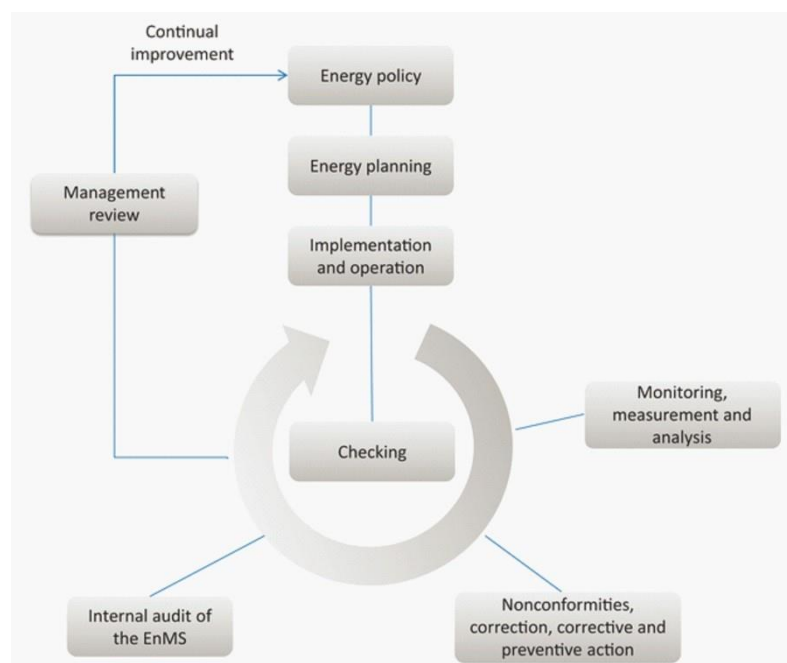 Continual
improvement
Energy policy
Energy planning
Management
review
Implementation
and operation
Monitoring,
measurement and
analysis
Checking
Internal audit of
the EnMS
Nonconformities,
correction, corrective and
preventive action